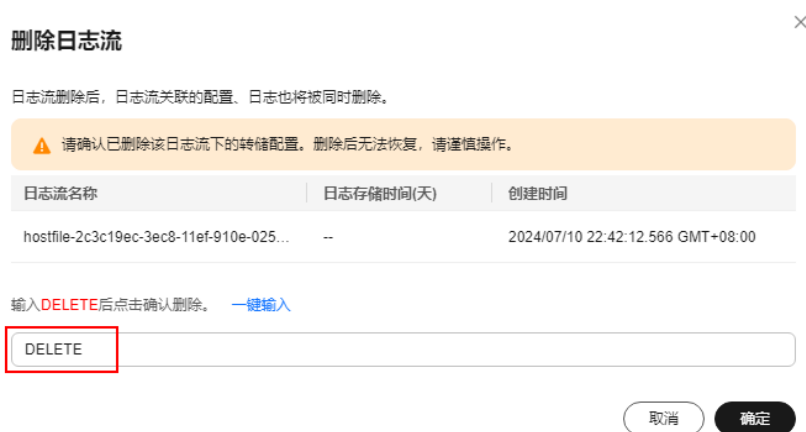 删除日志流
日志流删除后，日志流关联的配置、日志也将被同时删除。
请确认已删除该日志流下的转储配置。删除后无法恢复，请谨慎操作。
日志流名称 日志存储时间(天) 创建时间
hostfile-2c3c19ec-3ec8-11ef-910e-025... -- 2024/07/10 22:42:12.566 GMT+08:00
输入DELETE后点击确认删除。 一键输入
DELETE
取消 确定